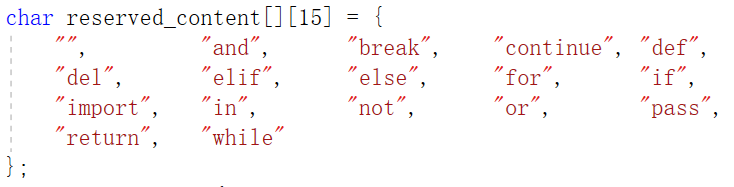 char reserved_content[][15] = {
"", "and", "break", "continue", "def",
"del", "elif", "else", "for", "if",
"import", "in", "not", "or", "pass",
"return", "while"
};